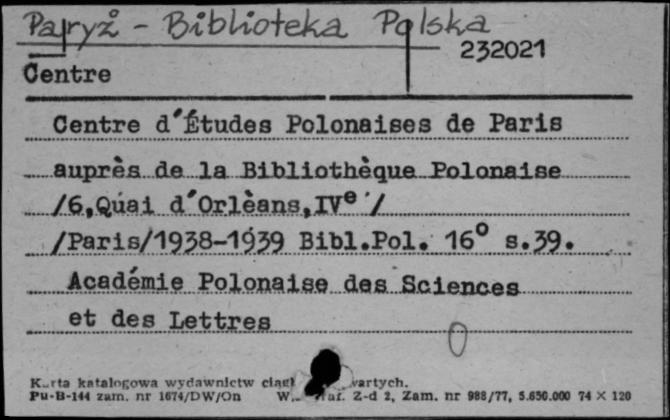 Paryż - Biblioteka Polska
232021
Centre
Centre d'Études Polonaises de Paris
auprès de la Bibliothèque Polonaise
/6,Quai d'Orlèans,IVe /
/Paris/1938-1939 Bibl.Pol. 16° s.39.
Académie Polonaise des Sciences
et des Lettres
0
Karta katalogowa wydawnictw wartych.
Pu-B-144 zam. nr 1674/DW/On Z-d 2, Zam. nr 988/77, 5.650.000 74 × 120